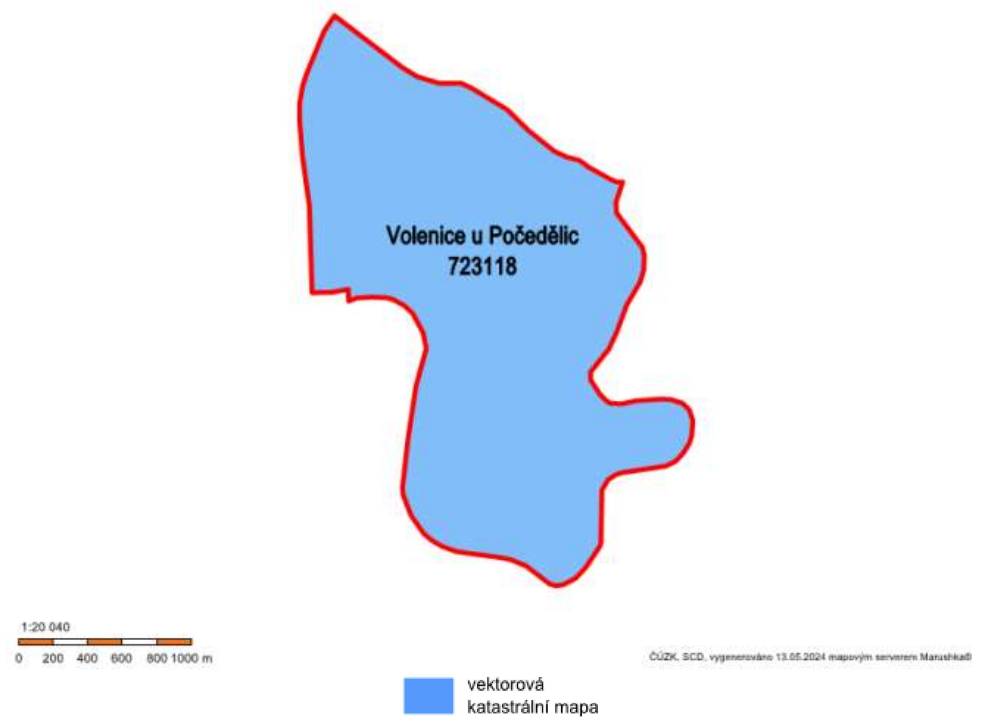 Volenice u Počedělic
723118
1:20 040
0 200 400 600 800 1000 m
ČÚZK, SCD, vygenerováno 13.05.2024 mapovým serverem Marushka®
vektorová
katastrální mapa